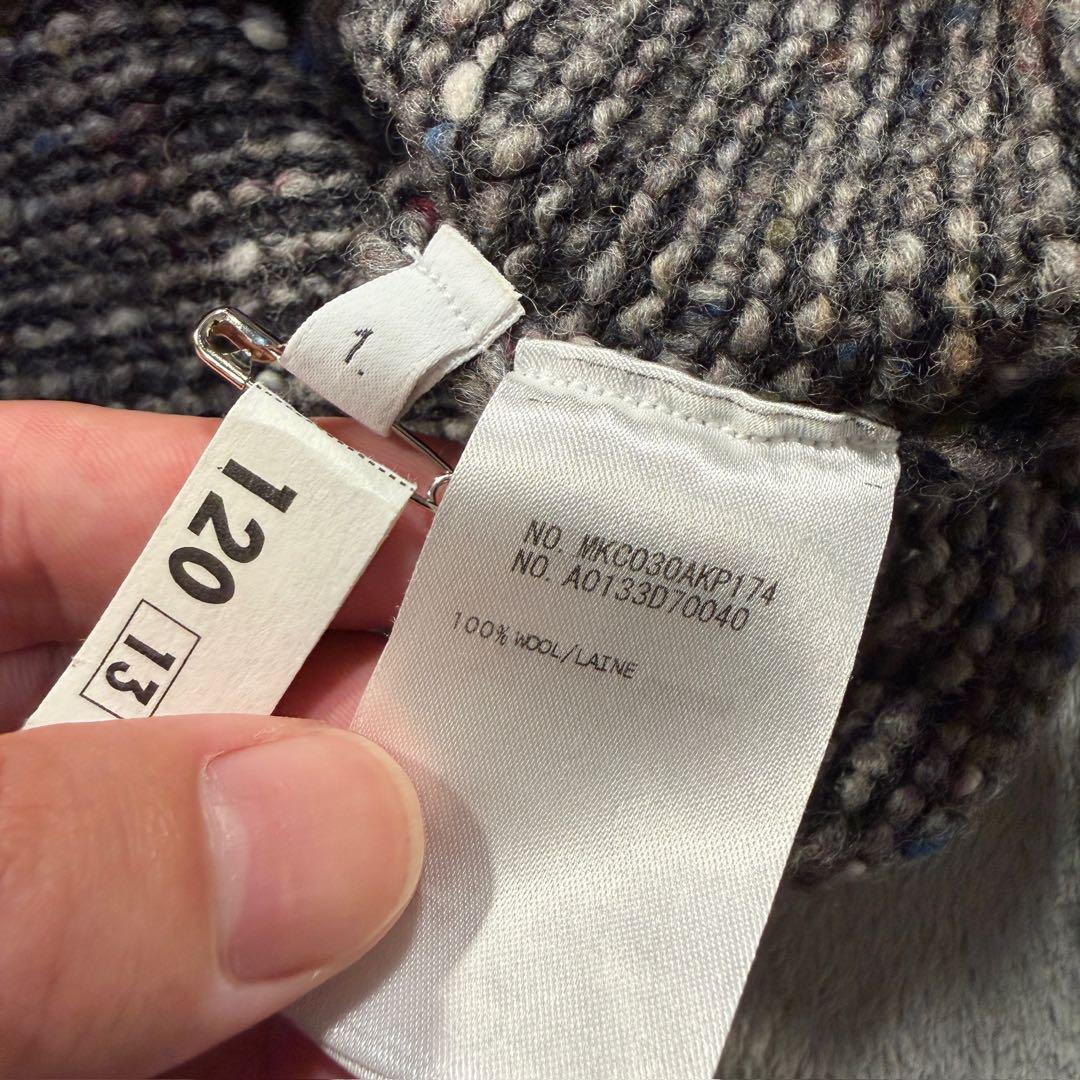 1.
120
13
NO. MKC030AKP174
NO. A0133D70040
100% WOOL/LAINE